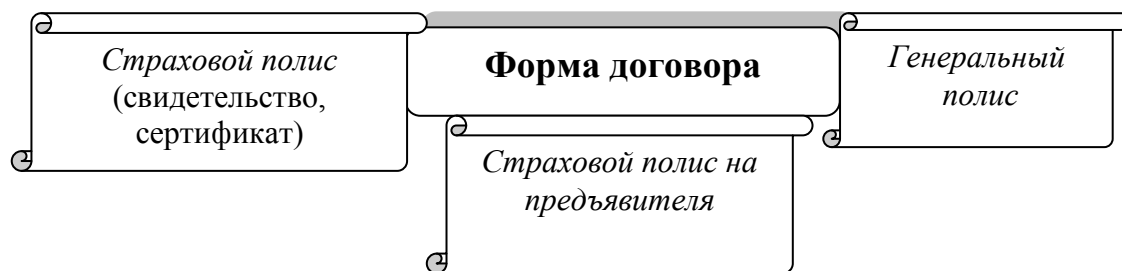 Страховой полис
(свидетельство,
сертификат)
Форма договора
Генеральный
полис
Страховой полис на
предъявителя